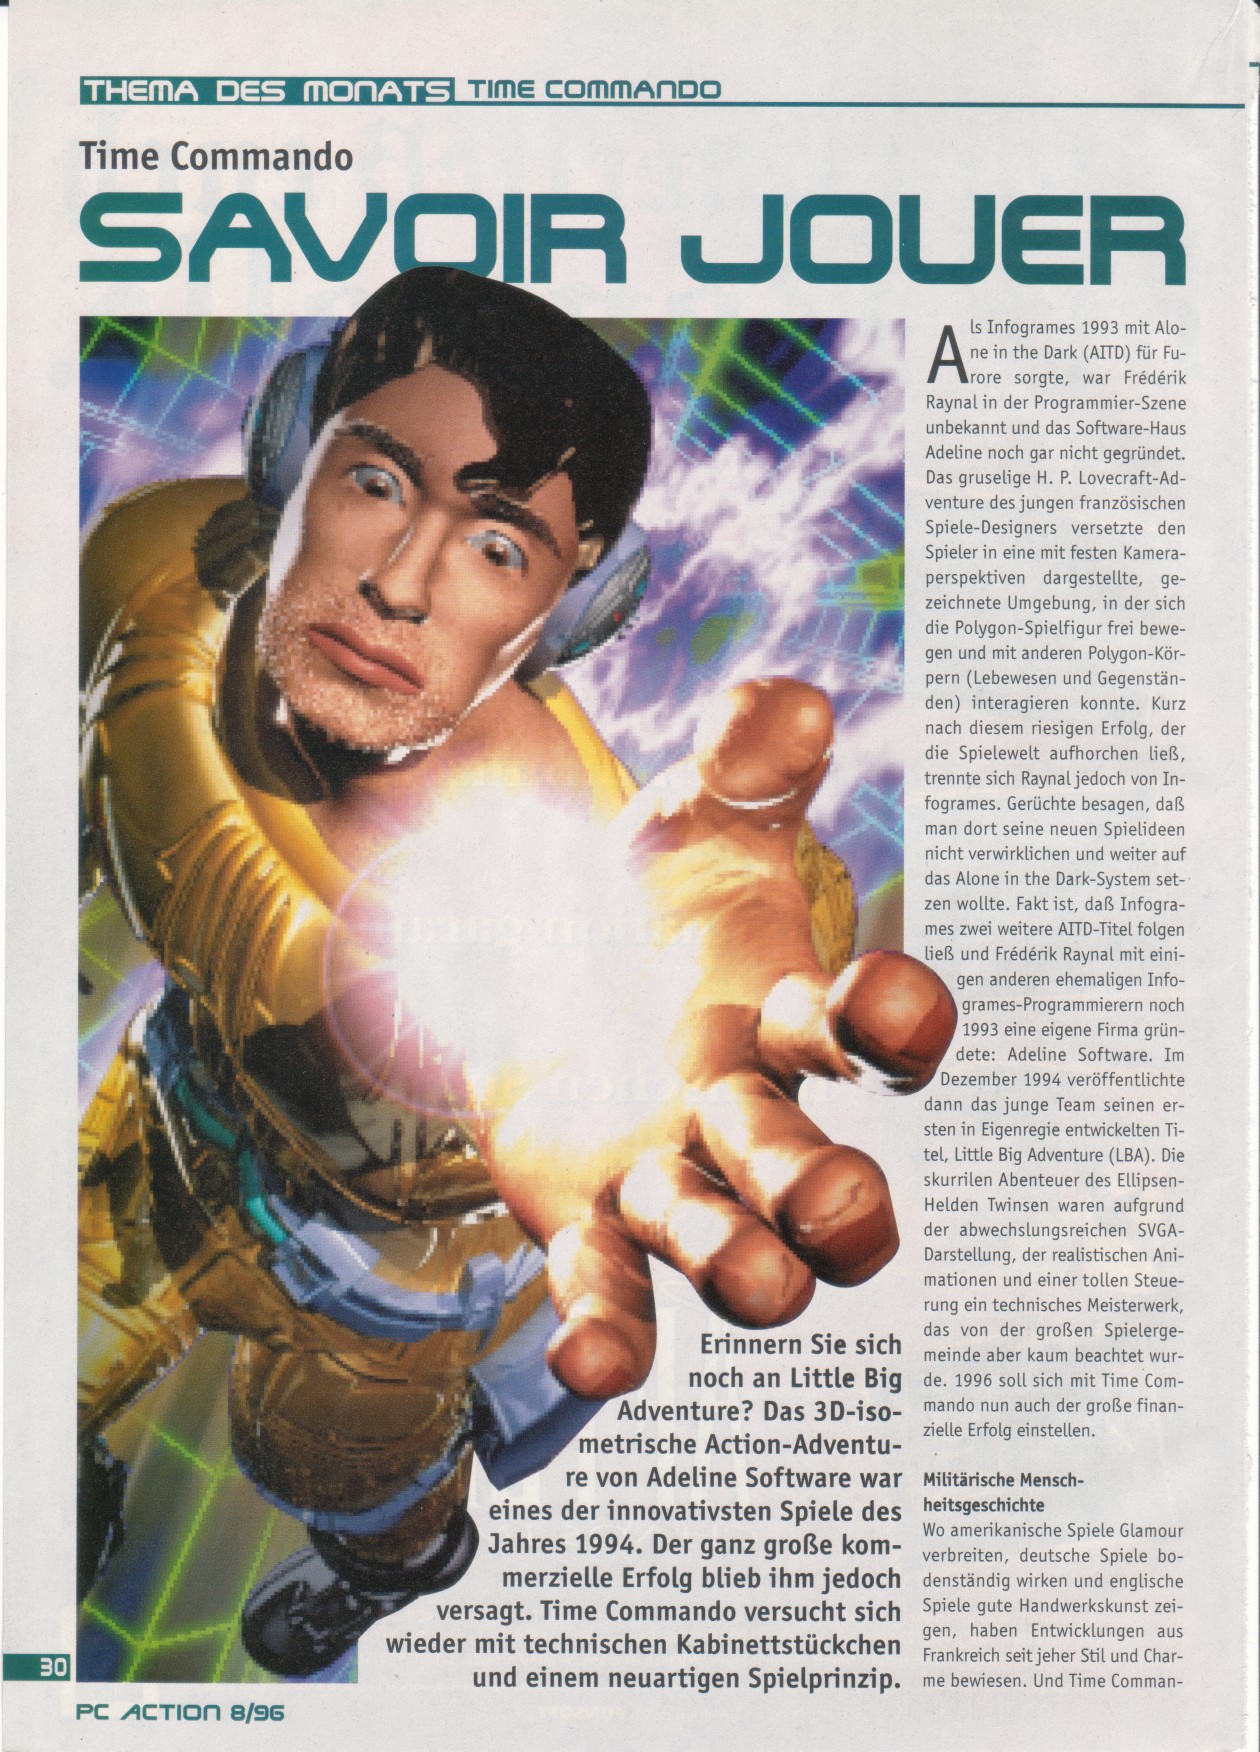 THEMA DES MONATS TIME COMMANDO
Time Commando
SAVOIR JOUER
Erinnern Sie sich
noch an Little Big
Adventure? Das 3D-iso-
metrische Action-Adventu-
re von Adeline Software war
eines der innovativsten Spiele des
Jahres 1994. Der ganz große kom-
merzielle Erfolg blieb ihm jedoch
versagt. Time Commando versucht sich
wieder mit technischen Kabinettstückchen
und einem neuartigen Spielprinzip.
Als Infogrames 1993 mit Alo-
ne in the Dark (AITD) für Fu-
rore sorgte, war Frédérik
Raynal in der Programmier-Szene
unbekannt und das Software-Haus
Adeline noch gar nicht gegründet.
Das gruselige H. P. Lovecraft-Ad-
venture des jungen französischen
Spiele-Designers versetzte den
Spieler in eine mit festen Kamera-
perspektiven dargestellte, ge-
zeichnete Umgebung, in der sich
die Polygon-Spielfigur frei bewe-
gen und mit anderen Polygon-Kör-
pern (Lebewesen und Gegenstän-
den) interagieren konnte. Kurz
nach diesem riesigen Erfolg, der
die Spielewelt aufhorchen ließ,
trennte sich Raynal jedoch von In-
fogrames. Gerüchte besagen, daß
man dort seine neuen Spielideen
nicht verwirklichen und weiter auf
das Alone in the Dark-System set-
zen wollte. Fakt ist, daß Infogra-
mes zwei weitere AITD-Titel folgen
ließ und Frédérik Raynal mit eini-
gen anderen ehemaligen Info-
grames-Programmierern noch
1993 eine eigene Firma grün-
dete: Adeline Software. Im
Dezember 1994 veröffentlichte
dann das junge Team seinen er-
sten in Eigenregie entwickelten Ti-
tel, Little Big Adventure (LBA). Die
skurrilen Abenteuer des Ellipsen-
Helden Twinsen waren aufgrund
der abwechslungsreichen SVGA-
Darstellung, der realistischen Ani-
mationen und einer tollen Steue-
rung ein technisches Meisterwerk,
das von der großen Spielerge-
meinde aber kaum beachtet wur-
de. 1996 soll sich mit Time Com-
mando nun auch der große finan-
zielle Erfolg einstellen.
Militärische Mensch-
heitsgeschichte
Wo amerikanische Spiele Glamour
verbreiten, deutsche Spiele bo-
denständig wirken und englische
Spiele gute Handwerkskunst zei-
gen, haben Entwicklungen aus
Frankreich seit jeher Stil und Char-
me bewiesen. Und Time Comman-
30
PC ACTION 8/96